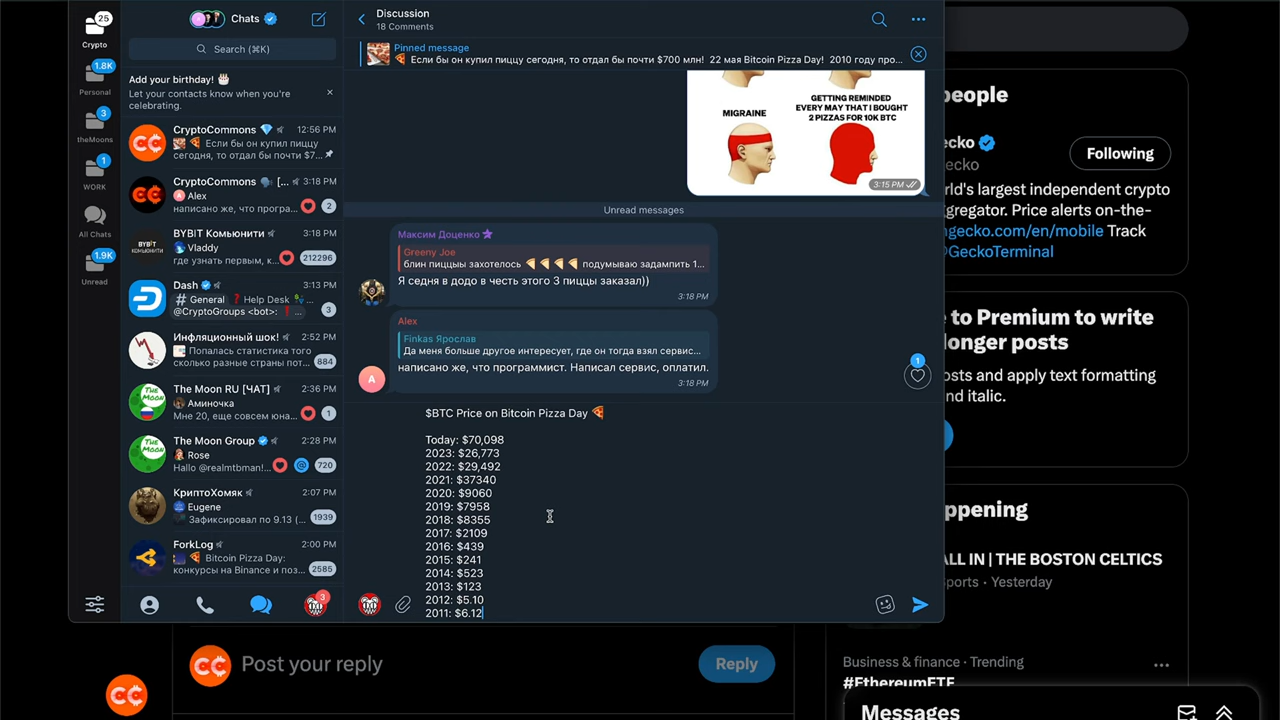 25
Crypto
1.8K
Personal
3
theMoons
1
WORK
All Chats
1.9K
Unread
Chats
Search (⌘K)
Add your birthday! 🎂
Let your contacts know when you're
celebrating.
CryptoCommons 💎
12:56 PM
🍕 Если бы он купил пиццу
сегодня, то отдал бы почти $7...
CryptoCommons 🗣 [...
3:18 PM
Alex
написано же, что програ...
2
BYBIT Комьюнити
3:18 PM
Vladdy
где узнать первым, к...
212296
Dash
3:13 PM
# General ❓ Help Desk
@CryptoGroups <bot>: ❗...
3
Инфляционный шок!
2:52 PM
Попалась статистика того
сколько разные страны пот...
884
The Moon RU [ЧАТ]
2:36 PM
Аминочка
Мне 20, еще совсем юна...
1
The Moon Group
2:28 PM
Rose
Hallo @realmtbman!...
@
720
КриптоХомяк
2:07 PM
Eugene
Зафиксировал по 9.13 (...
1939
ForkLog
2:00 PM
🍕 Bitcoin Pizza Day:
конкурсы на Binance и поз...
2585
3
Discussion
18 Comments
Pinned message
🍕 Если бы он купил пиццу сегодня, то отдал бы почти $700 млн! 22 мая Bitcoin Pizza Day! 2010 году про...
MIGRAINE
GETTING REMINDED
EVERY MAY THAT I BOUGHT
2 PIZZAS FOR 10K BTC
3:15 PM
Unread messages
Максим Доценко
Greeny Joe
блин пиццыы захотелось 🍕🍕🍕🍕 подумываю задампить 1...
Я седня в додо в честь этого 3 пиццы заказал))
3:18 PM
Alex
Finkas Ярослав
Да меня больше другое интересует, где он тогда взял сервис...
написано же, что программист. Написал сервис, оплатил.
3:18 PM
A
1
$BTC Price on Bitcoin Pizza Day 🍕
Today: $70,098
2023: $26,773
2022: $29,492
2021: $37340
2020: $9060
2019: $7958
2018: $8355
2017: $2109
2016: $439
2015: $241
2014: $523
2013: $123
2012: $5.10
2011: $6.12
people
ecko
ecko
Following
ld's largest independent crypto
gregator. Price alerts on-the-
ngecko.com/en/mobile Track
GeckoTerminal
e to Premium to write
onger posts
osts and apply text formatting
nd italic.
appening
ALL IN | THE BOSTON CELTICS
sports · Yesterday
Business & finance · Trending
#EthereumETF
Messages
Post your reply
Reply